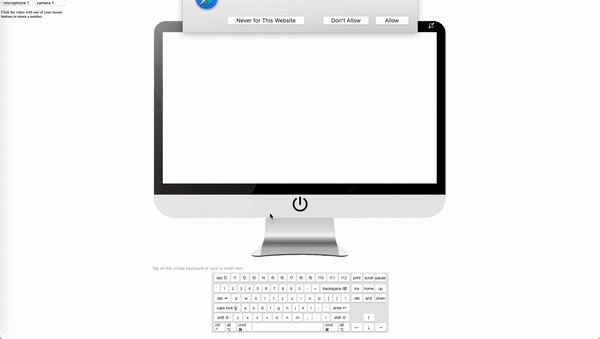 microphone 1 camera 1
Click the video with one of your mouse
buttons to return a number.
Never for This Website Don't Allow Allow
Tap on the virtual keyboard or type to enter text
esc f2 f1 f2 f3 f4 f5 f6 f7 f8 f9 f10 f11 f12 print scroll pause
` 1 2 3 4 5 6 7 8 9 0 - = backspace ins home up
tab q w e r t y u i o p [ ] \ del end down
caps lock a s d f g h j k l ; ' enter
shift z x c v b n m , . / shift ↑
ctrl alt cmd cmd alt ← ↓ →